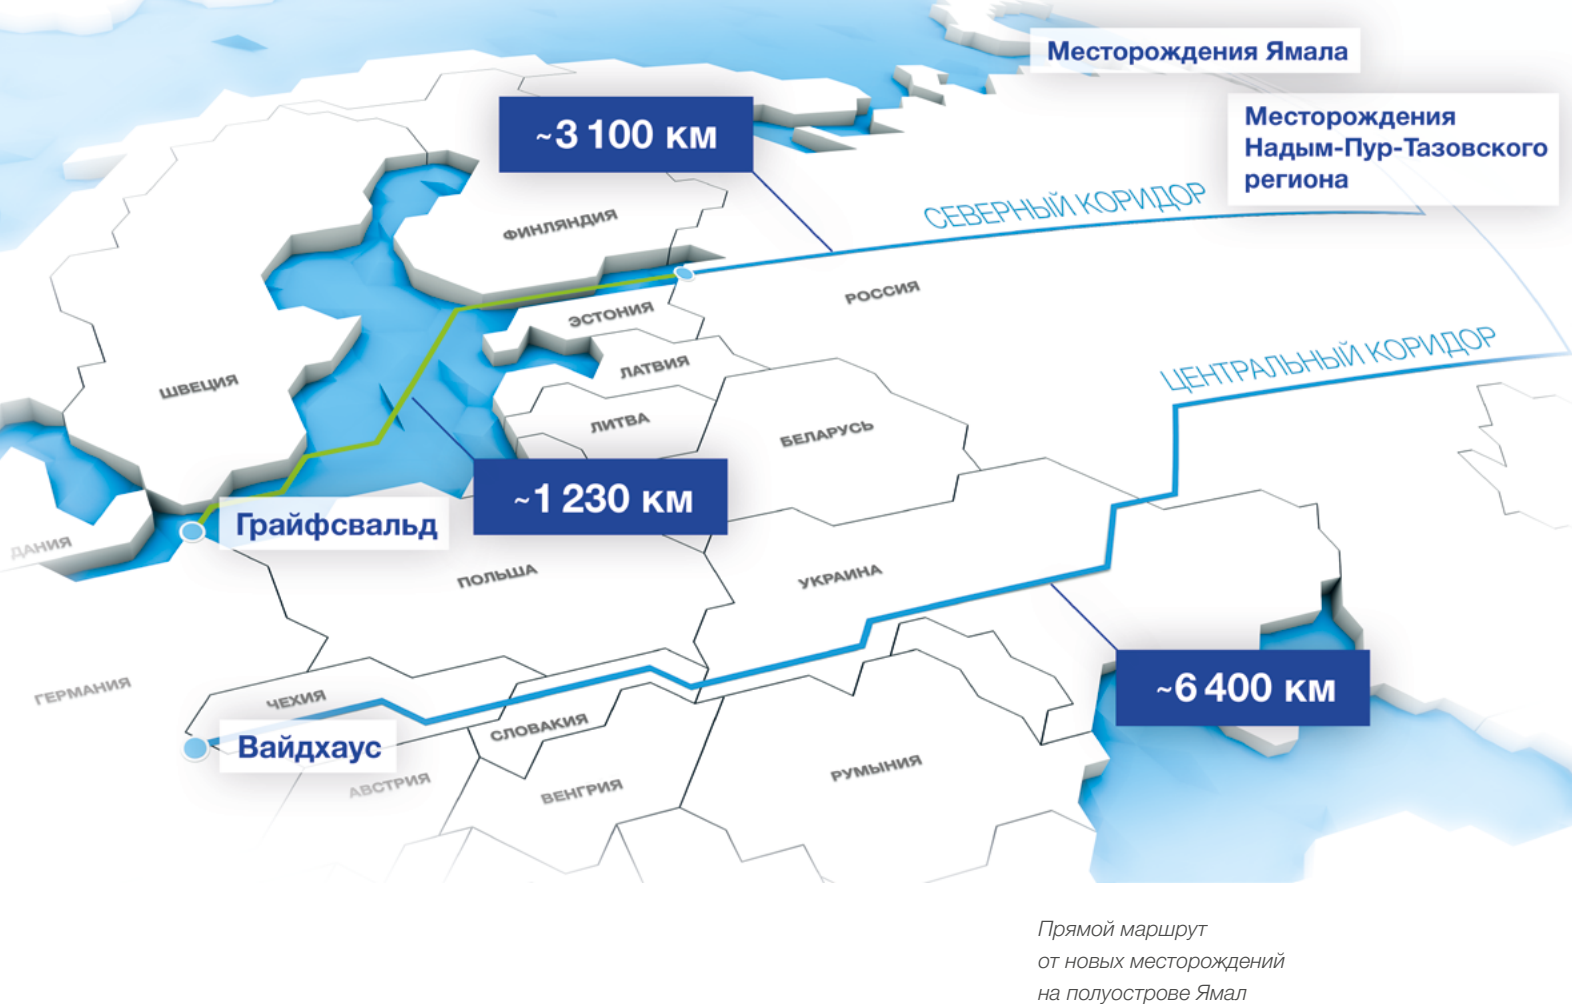 Месторождения Ямала
Месторождения
Надым-Пур-Тазовского
региона
~3 100 км
СЕВЕРНЫЙ КОРИДОР
ФИНЛЯНДИЯ
РОССИЯ
ЭСТОНИЯ
ЦЕНТРАЛЬНЫЙ КОРИДОР
ЛАТВИЯ
ШВЕЦИЯ
ЛИТВА
БЕЛАРУСЬ
~1 230 км
Грайфсвальд
ДАНИЯ
ПОЛЬША
УКРАИНА
ГЕРМАНИЯ
ЧЕХИЯ
~6 400 км
СЛОВАКИЯ
Вайдхаус
АВСТРИЯ
ВЕНГРИЯ
РУМЫНИЯ
Прямой маршрут
от новых месторождений
на полуострове Ямал